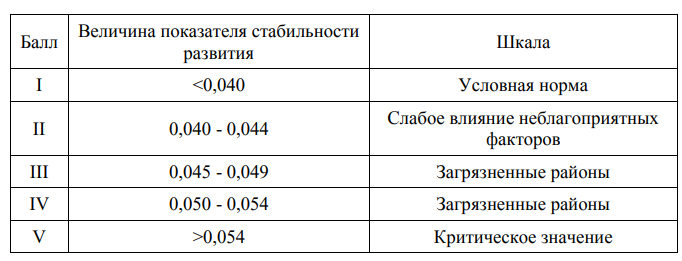 Балл
Величина показателя стабильности
развития
Шкала
I
<0,040
Условная норма
II
0,040 - 0,044
Слабое влияние неблагоприятных
факторов
III
0,045 - 0,049
Загрязненные районы
IV
0,050 - 0,054
Загрязненные районы
V
>0,054
Критическое значение